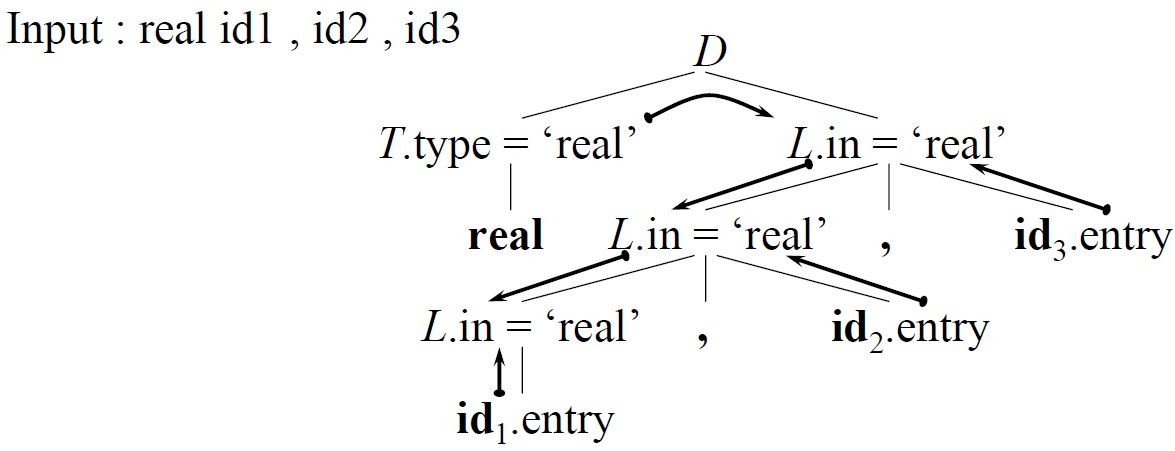 Input : real id1 , id2 , id3
D
T.type = ‘real’ L.in = ‘real’
real L.in = ‘real’ , id3.entry
L.in = ‘real’ , id2.entry
id1.entry